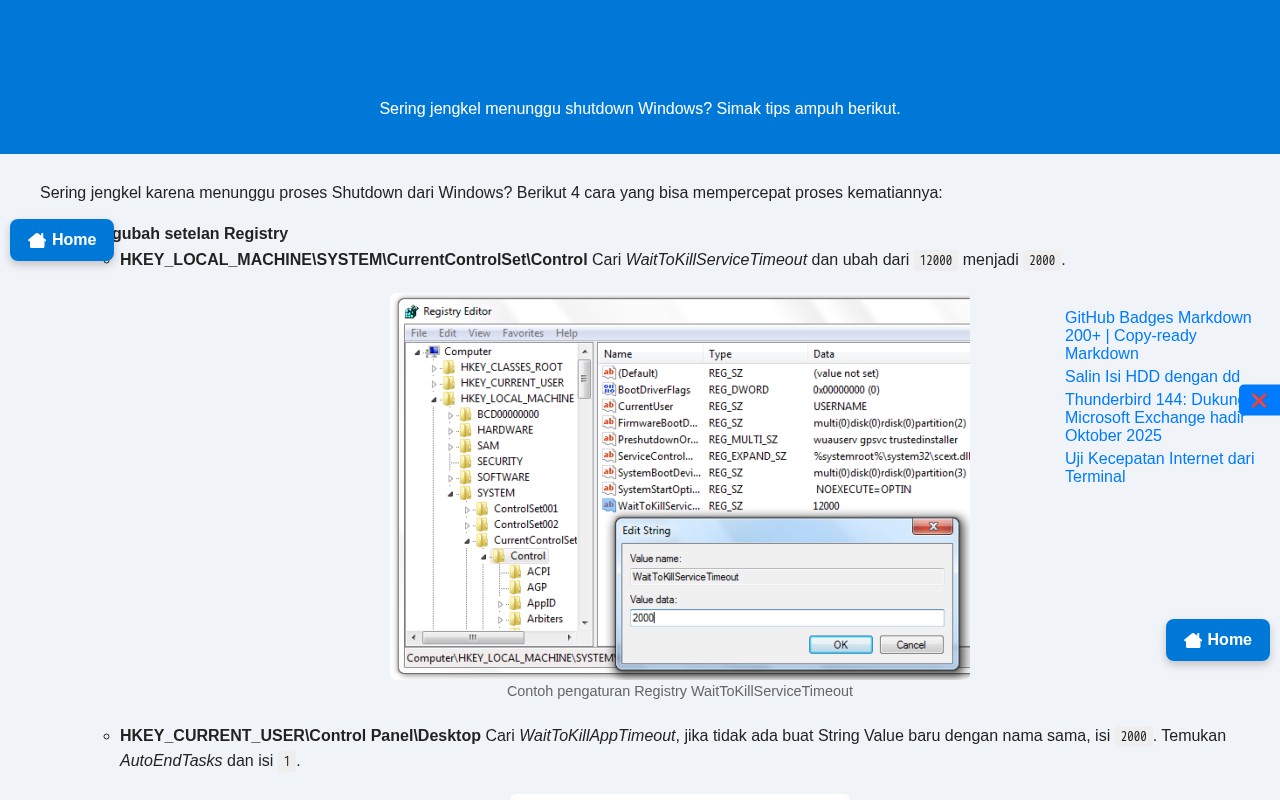 Sering jengkel menunggu shutdown Windows? Simak tips ampuh berikut.
Sering jengkel karena menunggu proses Shutdown dari Windows? Berikut 4 cara yang bisa mempercepat proses kematiannya:
Home
gubah setelan Registry
HKEY_LOCAL_MACHINE\SYSTEM\CurrentControlSet\Control Cari WaitToKillServiceTimeout dan ubah dari 12000 menjadi 2000.
Registry Editor
File Edit View Favorites Help
Computer
HKEY_CLASSES_ROOT
HKEY_CURRENT_USER
HKEY_LOCAL_MACHINE
BCD00000000
HARDWARE
SAM
SECURITY
SOFTWARE
SYSTEM
ControlSet001
ControlSet002
CurrentControlSet
Control
ACPI
AGP
AppID
Arbiters
Name Type Data
(Default) REG_SZ (value not set)
BootDriverFlags REG_DWORD 0x00000000 (0)
CurrentUser REG_SZ USERNAME
FirmwareBootD... REG_SZ multi(0)disk(0)rdisk(0)partition(2)
PreshutdownOr... REG_MULTI_SZ wuauserv gpsvc trustedinstaller
ServiceControl... REG_EXPAND_SZ %systemroot%\system32\scext.dll
SystemBootDevi... REG_SZ multi(0)disk(0)rdisk(0)partition(3)
SystemStartOpti... REG_SZ NOEXECUTE=OPTIN
WaitToKillServic... REG_SZ 12000
Edit String
Value name:
WaitToKillServiceTimeout
Value data:
2000
OK Cancel
Computer\HKEY_LOCAL_MACHINE\SYSTEM
Contoh pengaturan Registry WaitToKillServiceTimeout
GitHub Badges Markdown
200+ | Copy-ready
Markdown
Salin Isi HDD dengan dd
Thunderbird 144: Dukung
Microsoft Exchange hadir
Oktober 2025
Uji Kecepatan Internet dari
Terminal
Home
HKEY_CURRENT_USER\Control Panel\Desktop Cari WaitToKillAppTimeout, jika tidak ada buat String Value baru dengan nama sama, isi 2000. Temukan
AutoEndTasks dan isi 1.